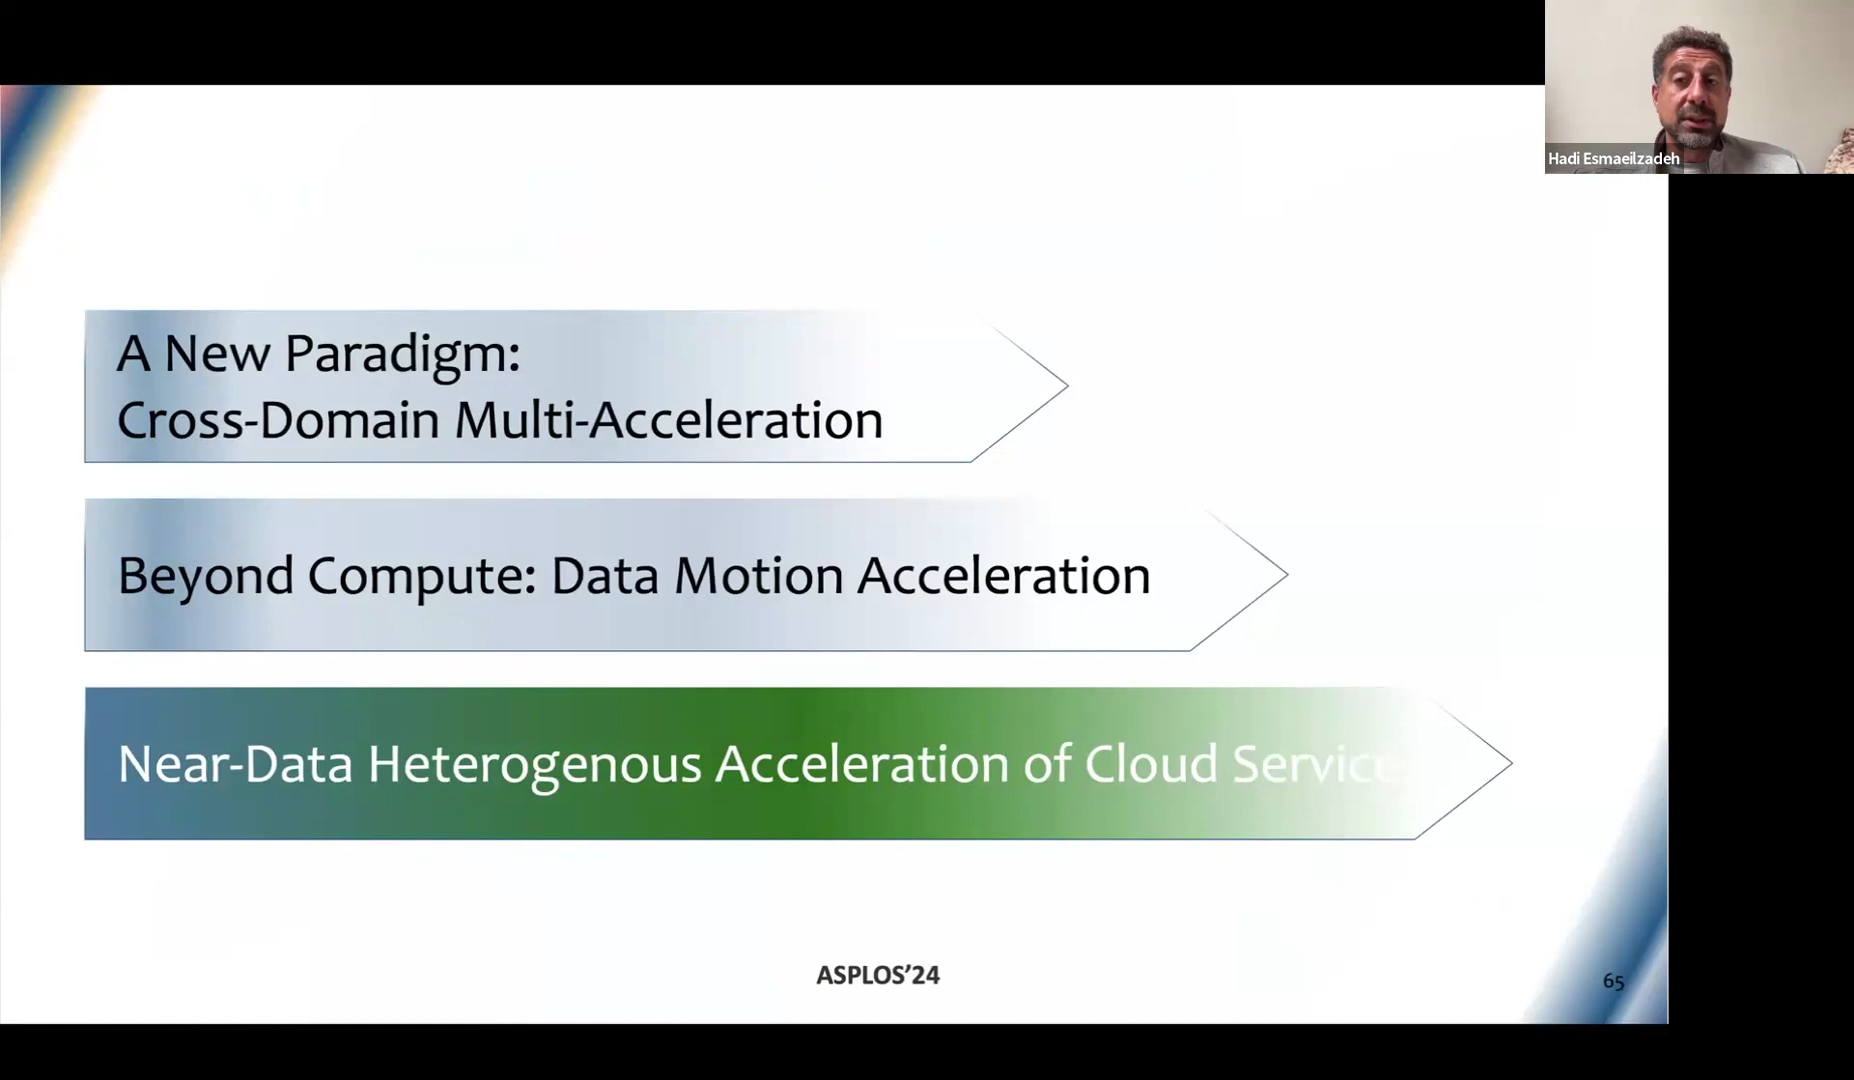 Hadi Esmaeilzadeh
A New Paradigm:
Cross-Domain Multi-Acceleration
Beyond Compute: Data Motion Acceleration
Near-Data Heterogenous Acceleration of Cloud Service
ASPLOS’24
65